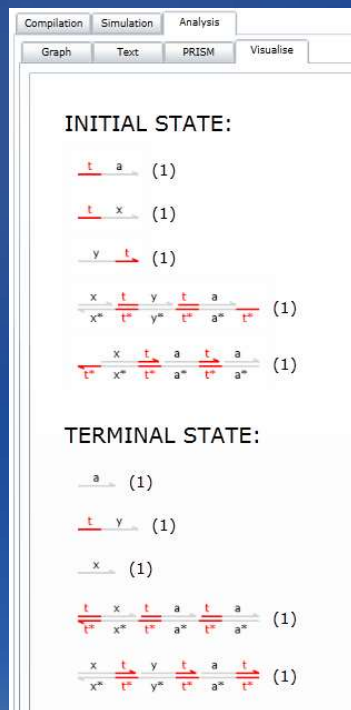 Compilation Simulation Analysis
Graph Text PRISM Visualise
INITIAL STATE:
t a (1)
t x (1)
y t (1)
x t y t a
x* t* y* t* a* t* (1)
x t a t a
t* x* t* a* t* a* (1)
TERMINAL STATE:
a (1)
t y (1)
x (1)
t x t a t a
t* x* t* a* t* a* (1)
x t y t a t
x* t* y* t* a* t* (1)